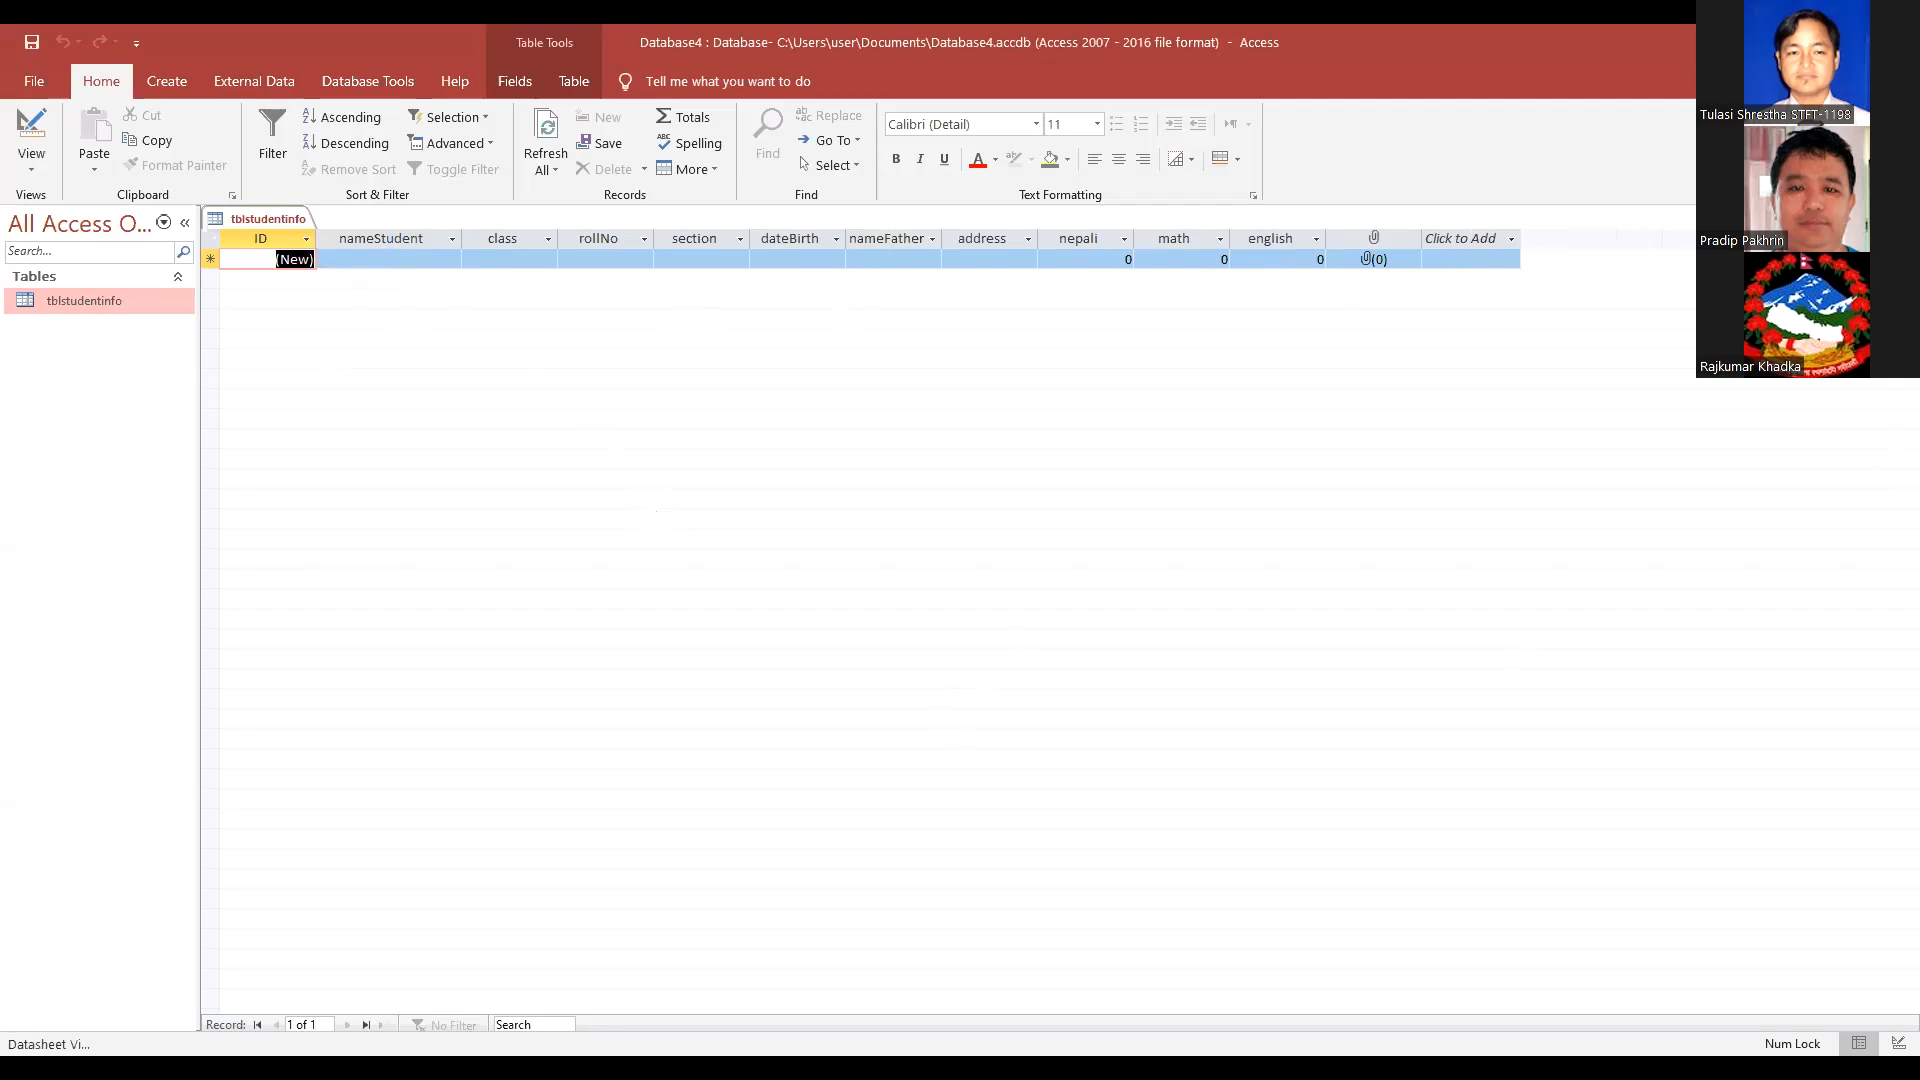 Table Tools
Database4 : Database- C:\Users\user\Documents\Database4.accdb (Access 2007 - 2016 file format)  -  Access
File
Home
Create
External Data
Database Tools
Help
Fields
Table
Tell me what you want to do
View
Views
Paste
Cut
Copy
Format Painter
Clipboard
Filter
Ascending
Descending
Remove Sort
Selection
Advanced
Toggle Filter
Sort & Filter
Refresh
All
New
Save
Delete
Totals
Spelling
More
Records
Find
Replace
Go To
Select
Find
Calibri (Detail)
11
B I U
Text Formatting
All Access O...
Search...
Tables
tblstudentinfo
tblstudentinfo
ID nameStudent class rollNo section dateBirth nameFather address nepali math english Click to Add
(New) 0 0 0 (0)
Record: 1 of 1 No Filter Search
Datasheet Vi...
Num Lock
Tulasi Shrestha STFT-1198
Pradip Pakhrin
Rajkumar Khadka